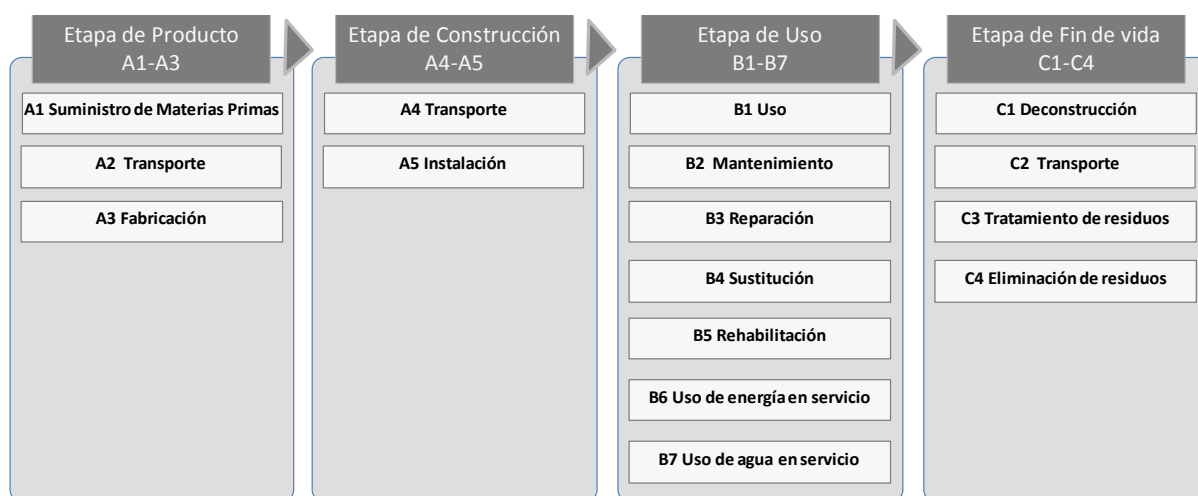 Etapa de Producto
A1-A3
A1 Suministro de Materias Primas
A2 Transporte
A3 Fabricación
Etapa de Construcción
A4-A5
A4 Transporte
A5 Instalación
Etapa de Uso
B1-B7
B1 Uso
B2 Mantenimiento
B3 Reparación
B4 Sustitución
B5 Rehabilitación
B6 Uso de energía en servicio
B7 Uso de agua en servicio
Etapa de Fin de vida
C1-C4
C1 Deconstrucción
C2 Transporte
C3 Tratamiento de residuos
C4 Eliminación de residuos